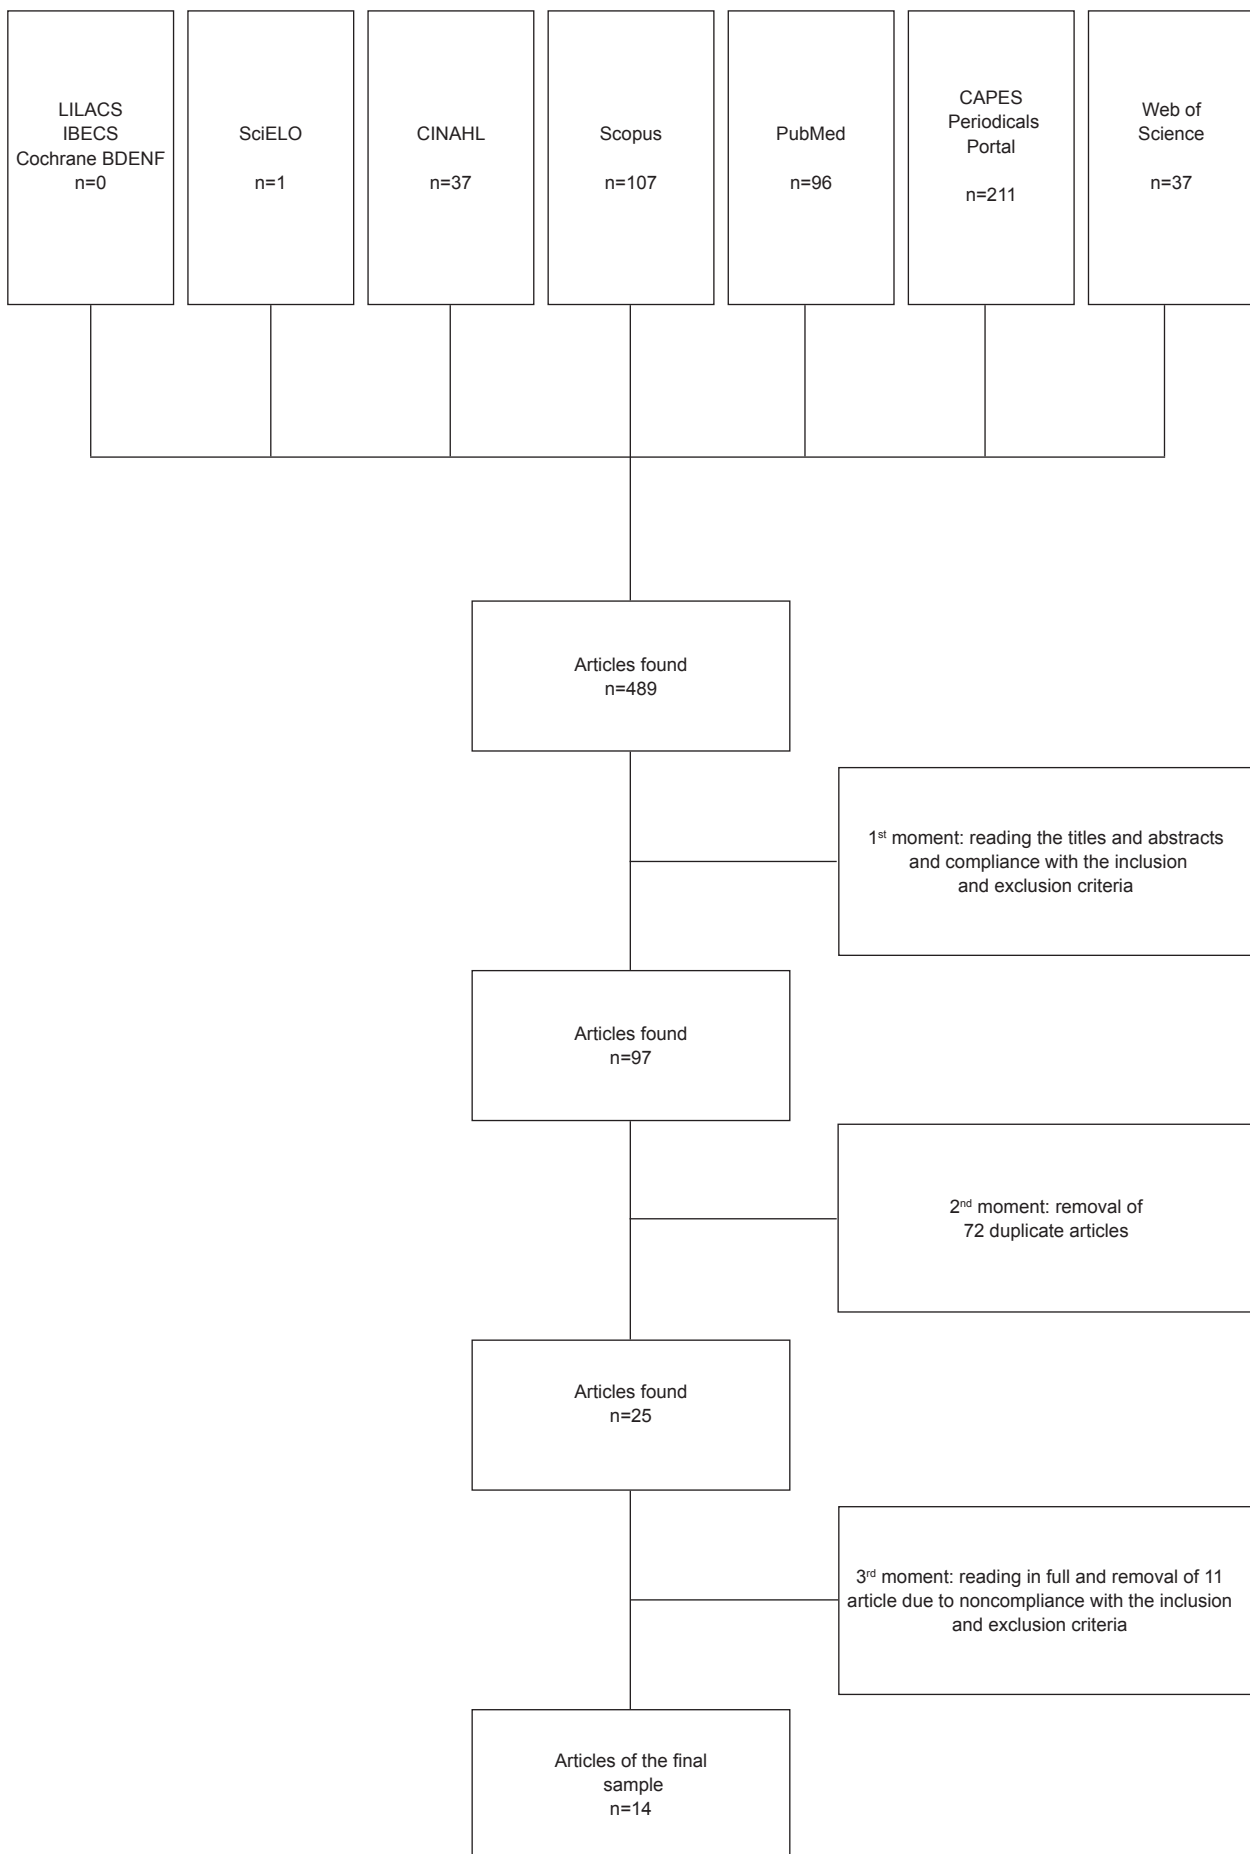 LILACS
IBECS
Cochrane BDENF
n=0
SciELO
n=1
CINAHL
n=37
Scopus
n=107
PubMed
n=96
CAPES
Periodicals
Portal
n=211
Web of
Science
n=37
Articles found
n=489
1st moment: reading the titles and abstracts
and compliance with the inclusion
and exclusion criteria
Articles found
n=97
2nd moment: removal of
72 duplicate articles
Articles found
n=25
3rd moment: reading in full and removal of 11
article due to noncompliance with the inclusion
and exclusion criteria
Articles of the final
sample
n=14